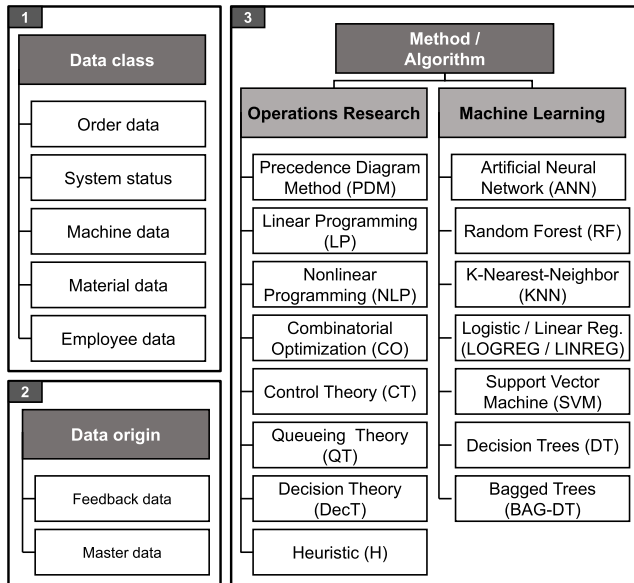 1
Data class
Order data
System status
Machine data
Material data
Employee data
2
Data origin
Feedback data
Master data
3
Method /
Algorithm
Operations Research
Precedence Diagram
Method (PDM)
Linear Programming
(LP)
Nonlinear
Programming (NLP)
Combinatorial
Optimization (CO)
Control Theory (CT)
Queueing Theory
(QT)
Decision Theory
(DecT)
Heuristic (H)
Machine Learning
Artificial Neural
Network (ANN)
Random Forest (RF)
K-Nearest-Neighbor
(KNN)
Logistic / Linear Reg.
(LOGREG / LINREG)
Support Vector
Machine (SVM)
Decision Trees (DT)
Bagged Trees
(BAG-DT)